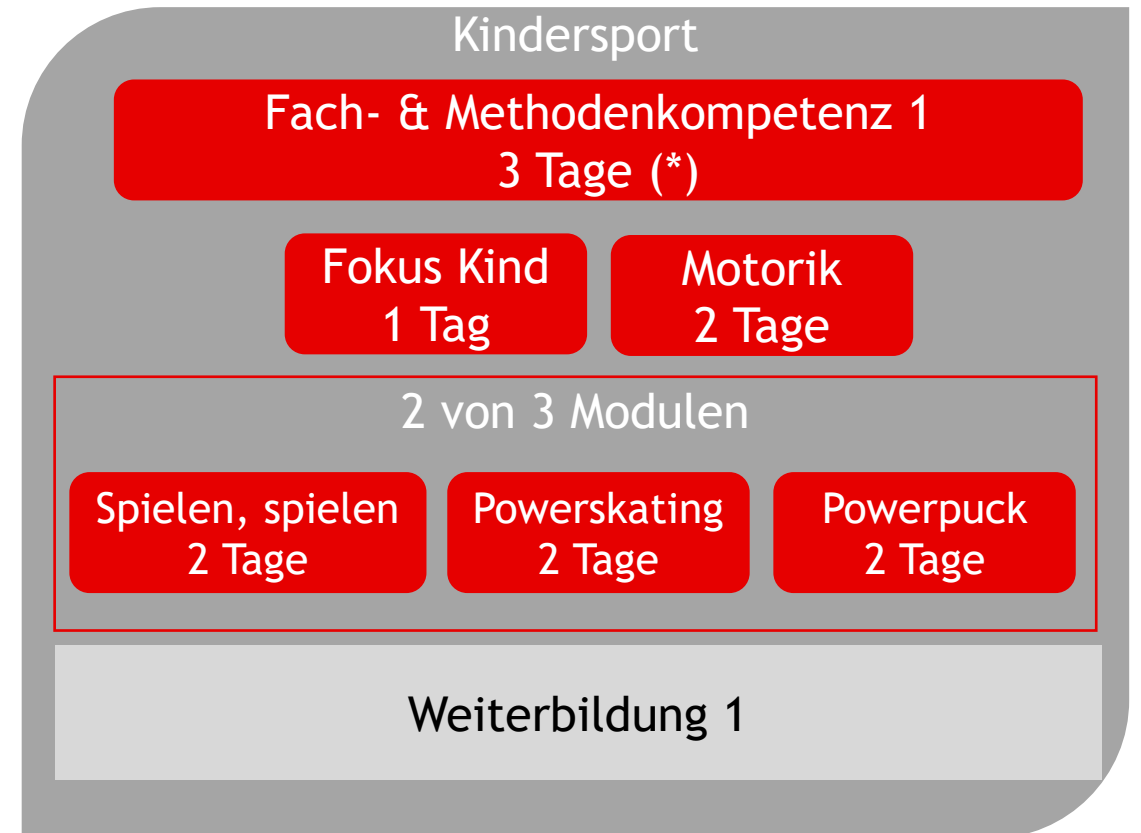 Kindersport
Fach- & Methodenkompetenz 1
3 Tage (*)
Fokus Kind
1 Tag
Motorik
2 Tage
2 von 3 Modulen
Spielen, spielen
2 Tage
Powerskating
2 Tage
Powerpuck
2 Tage
Weiterbildung 1